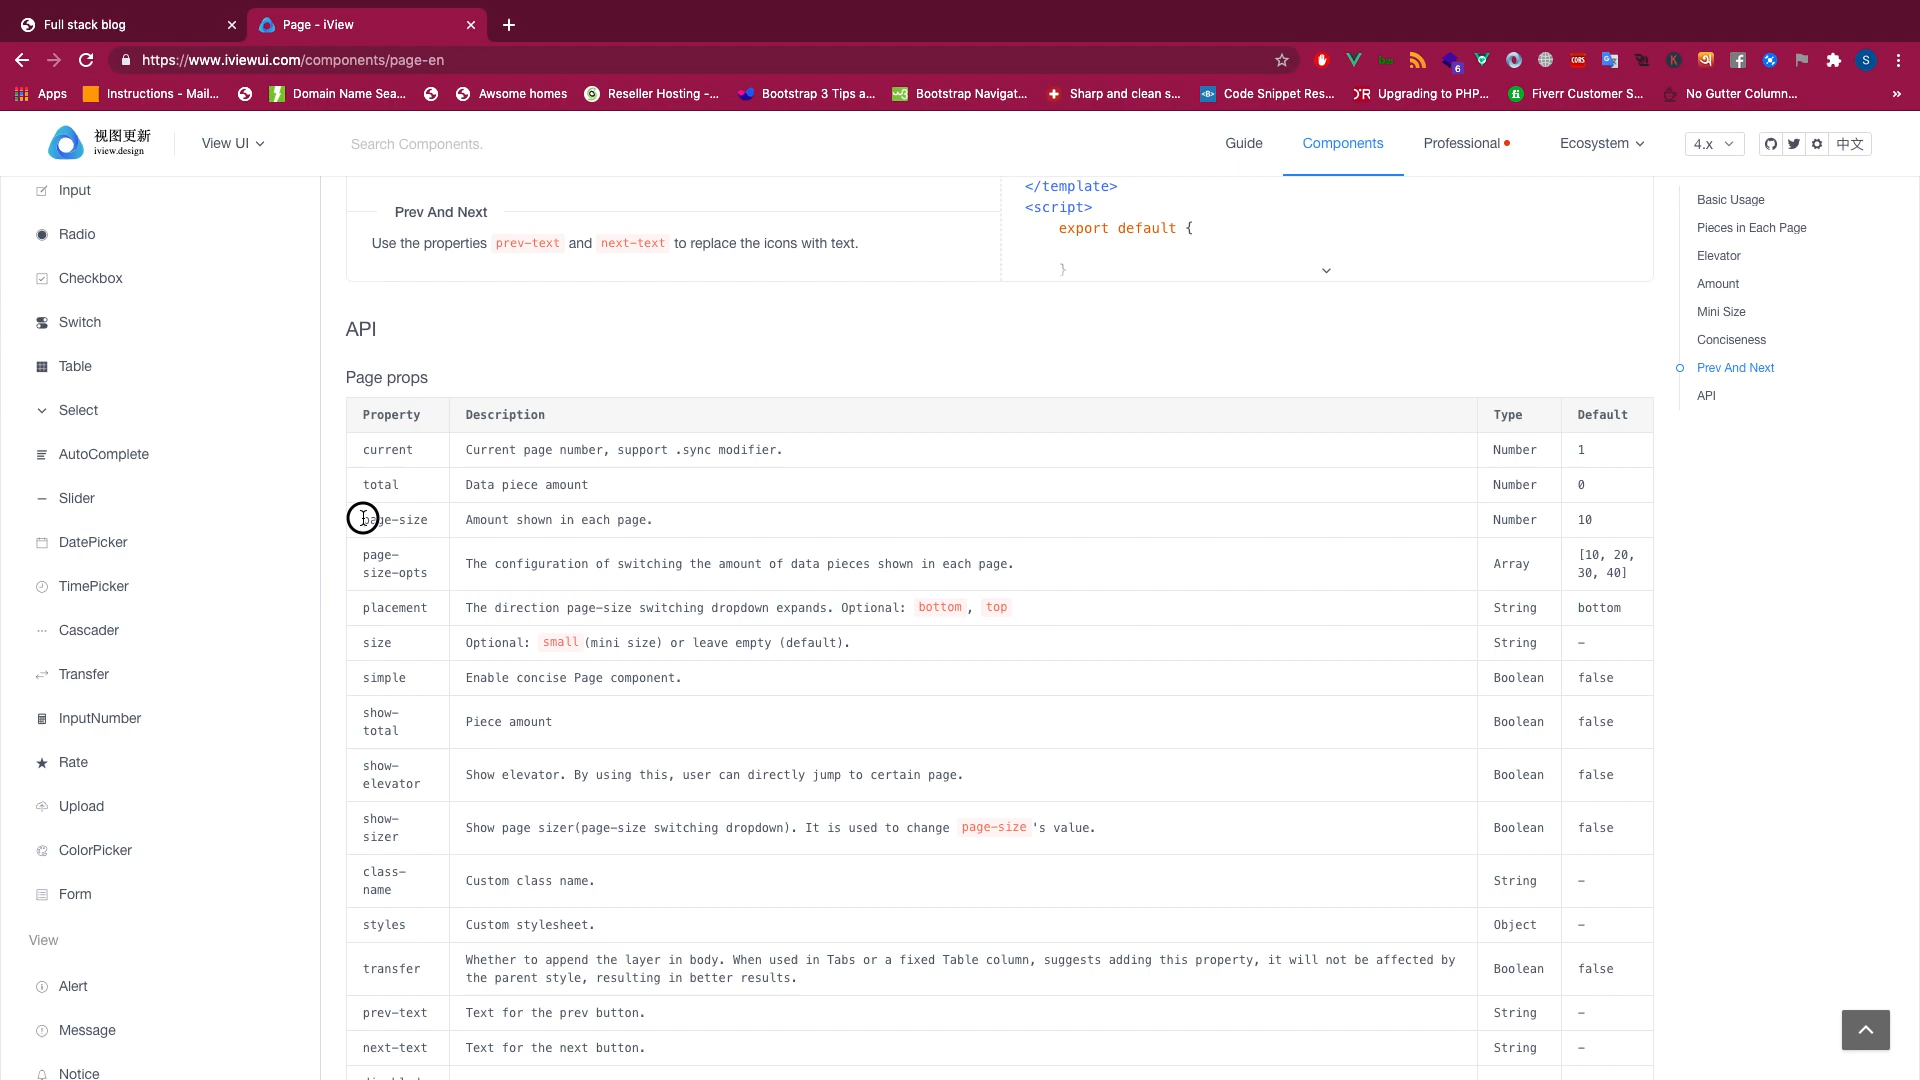 Full stack blog
Page - iView
https://www.iviewui.com/components/page-en
6
CORS
K
S
Apps
Instructions - Mail...
Domain Name Sea...
Awsome homes
Reseller Hosting -...
Bootstrap 3 Tips a...
Bootstrap Navigat...
Sharp and clean s...
Code Snippet Res...
Upgrading to PHP...
Fiverr Customer S...
No Gutter Column...
视图更新
iview.design
View UI
Search Components.
Guide
Components
Professional
Ecosystem
4.x
中文
Input
Radio
Checkbox
Switch
Table
Select
AutoComplete
Slider
DatePicker
TimePicker
Cascader
Transfer
InputNumber
Rate
Upload
ColorPicker
Form
View
Alert
Message
Notice
Prev And Next
Use the properties prev-text and next-text to replace the icons with text.
</template>
<script>
export default {
}
API
Page props
Property Description Type Default
current Current page number, support .sync modifier. Number 1
total Data piece amount Number 0
page-size Amount shown in each page. Number 10
page-
size-opts The configuration of switching the amount of data pieces shown in each page. Array [10, 20,
30, 40]
placement The direction page-size switching dropdown expands. Optional: bottom, top String bottom
size Optional: small(mini size) or leave empty (default). String -
simple Enable concise Page component. Boolean false
show-
total Piece amount Boolean false
show-
elevator Show elevator. By using this, user can directly jump to certain page. Boolean false
show-
sizer Show page sizer(page-size switching dropdown). It is used to change page-size's value. Boolean false
class-
name Custom class name. String -
styles Custom stylesheet. Object -
transfer Whether to append the layer in body. When used in Tabs or a fixed Table column, suggests adding this property, it will not be affected by
the parent style, resulting in better results. Boolean false
prev-text Text for the prev button. String -
next-text Text for the next button. String -
Basic Usage
Pieces in Each Page
Elevator
Amount
Mini Size
Conciseness
Prev And Next
API